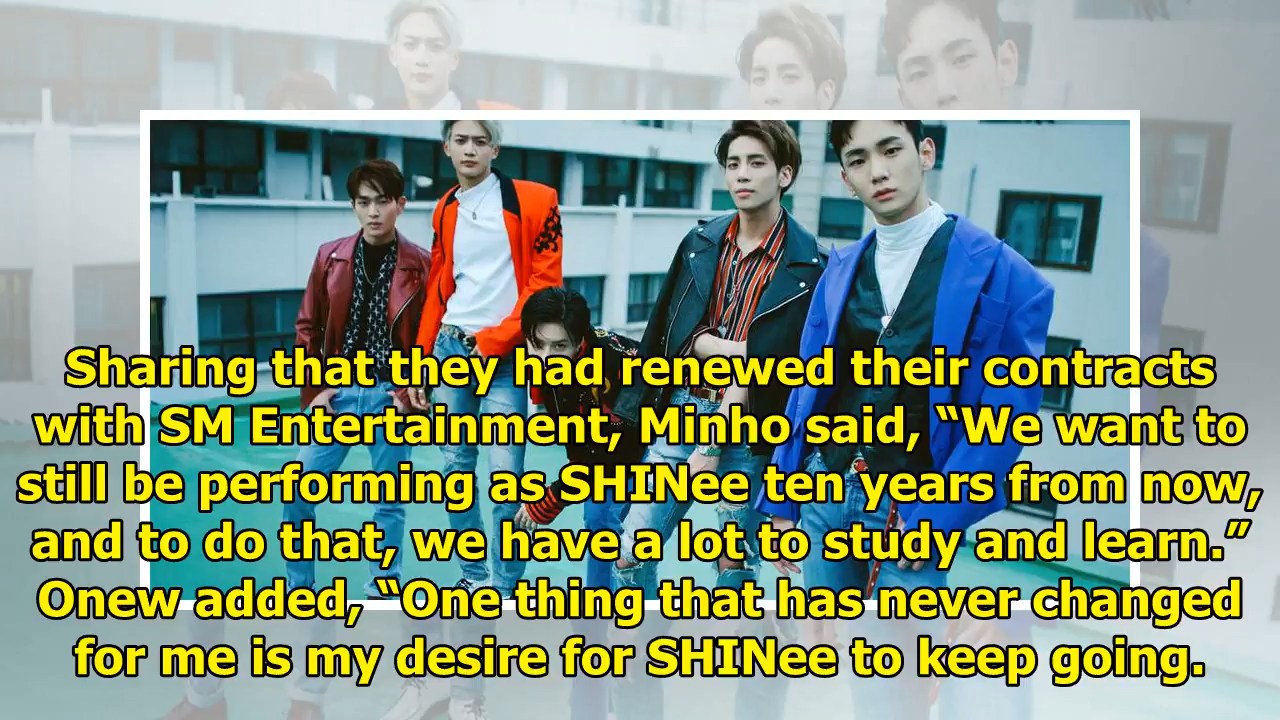 Sharing that they had renewed their contracts
with SM Entertainment, Minho said, “We want to
still be performing as SHINee ten years from now,
and to do that, we have a lot to study and learn.”
Onew added, “One thing that has never changed
for me is my desire for SHINee to keep going.